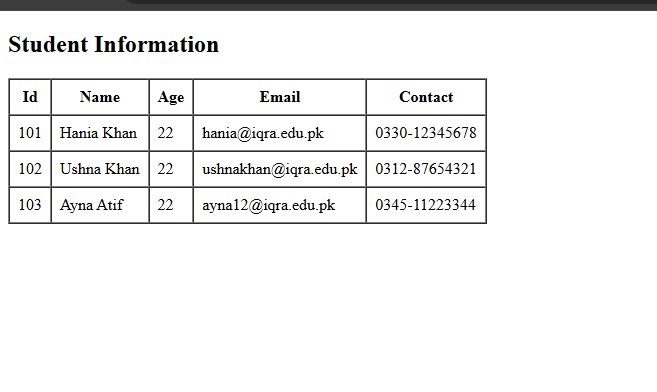 Student Information
Id Name Age Email Contact
101 Hania Khan 22 hania@iqra.edu.pk 0330-12345678
102 Ushna Khan 22 ushnakhan@iqra.edu.pk 0312-87654321
103 Ayna Atif 22 ayna12@iqra.edu.pk 0345-11223344